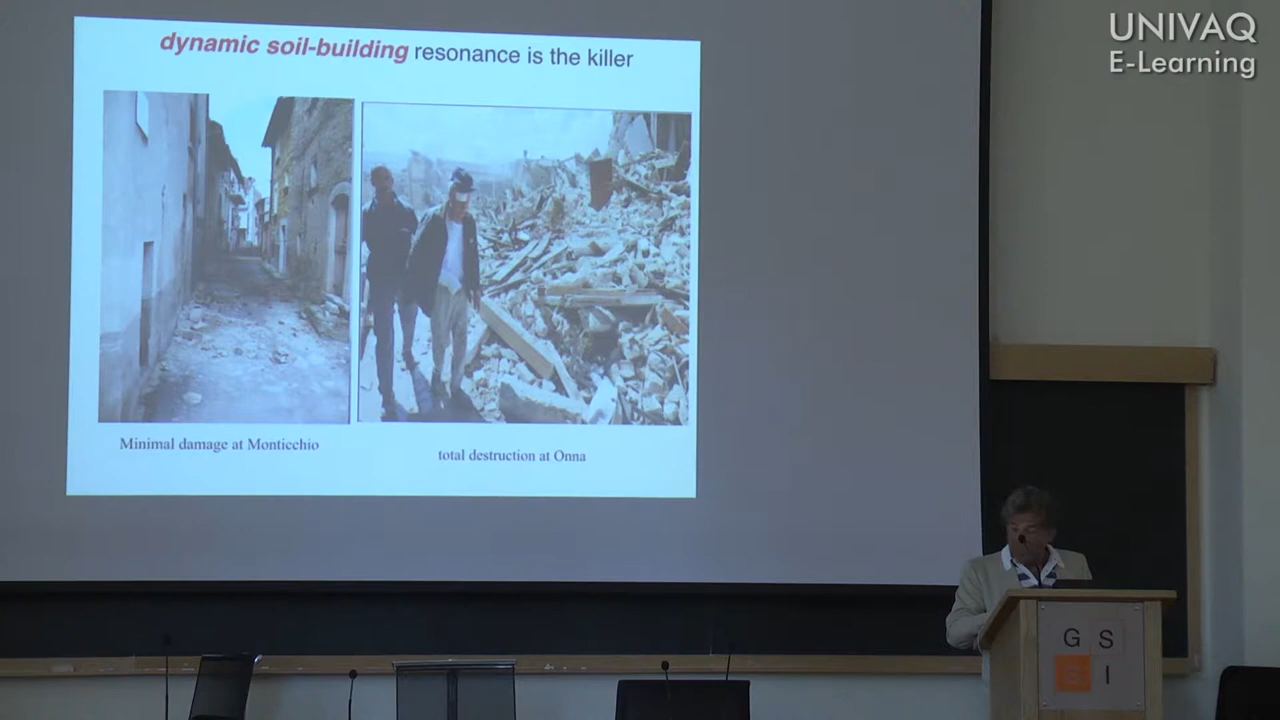 dynamic soil-building resonance is the killer
Minimal damage at Monticchio
total destruction at Onna
UNIVAQ
E-Learning
G S
S I